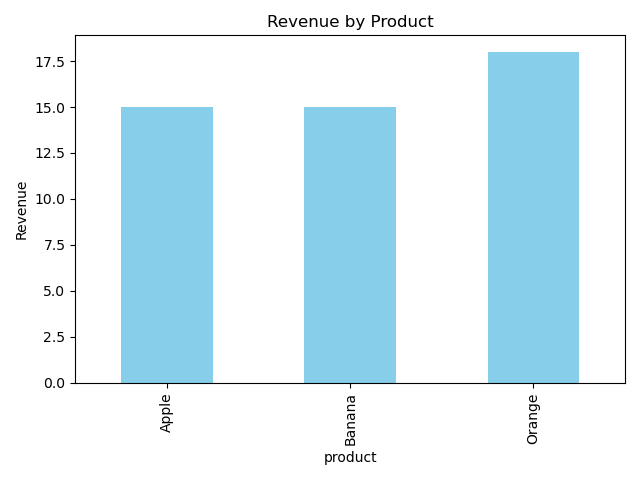 Revenue by Product
17.5
15.0
12.5
10.0
7.5
5.0
2.5
0.0
Revenue
Apple
Banana
Orange
product